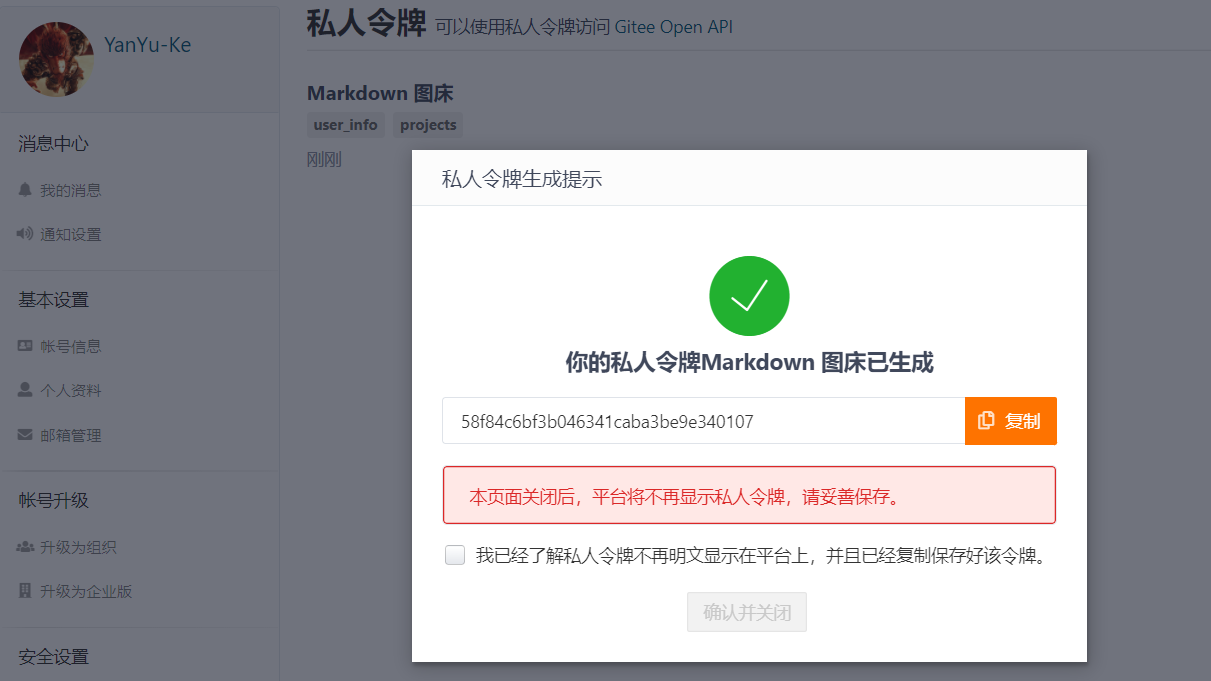 YanYu-Ke
消息中心
我的消息
通知设置
基本设置
帐号信息
个人资料
邮箱管理
帐号升级
升级为组织
升级为企业版
安全设置
私人令牌 可以使用私人令牌访问 Gitee Open API
Markdown 图床
user_info projects
刚刚
私人令牌生成提示
你的私人令牌Markdown 图床已生成
58f84c6bf3b046341caba3be9e340107 复制
本页面关闭后，平台将不再显示私人令牌，请妥善保存。
我已经了解私人令牌不再明文显示在平台上，并且已经复制保存好该令牌。
确认并关闭